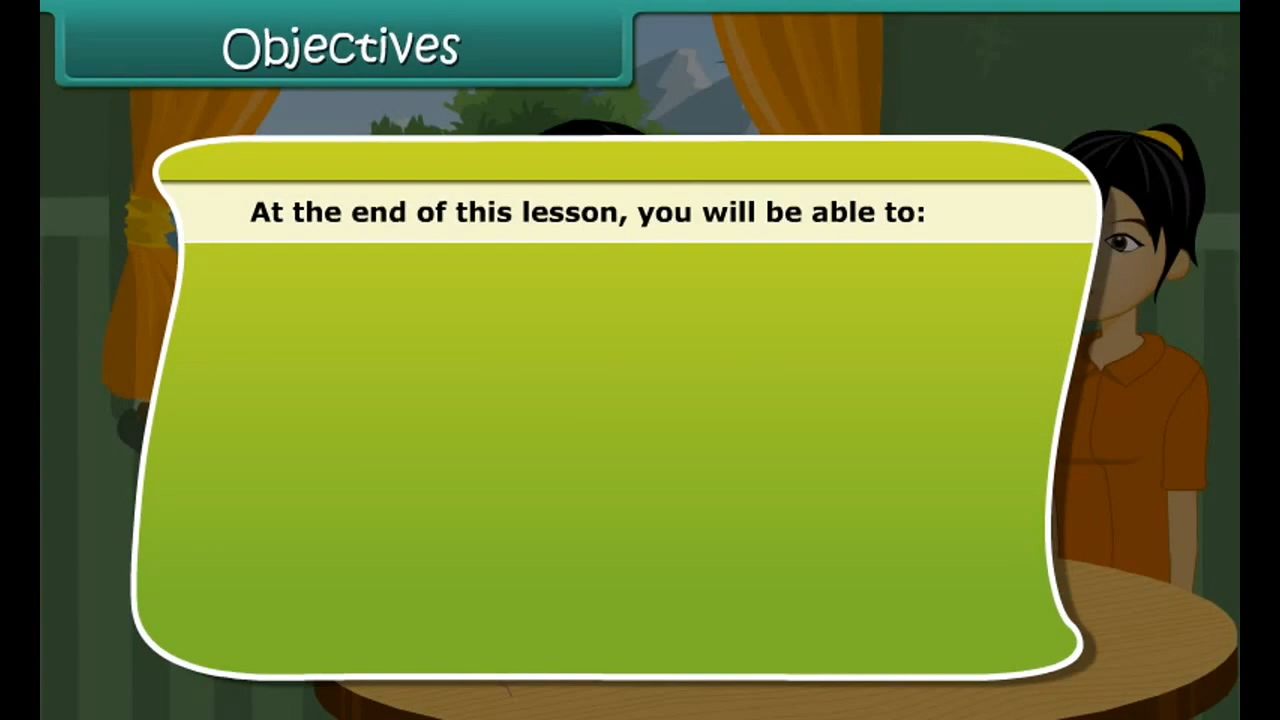 Objectives
At the end of this lesson, you will be able to: